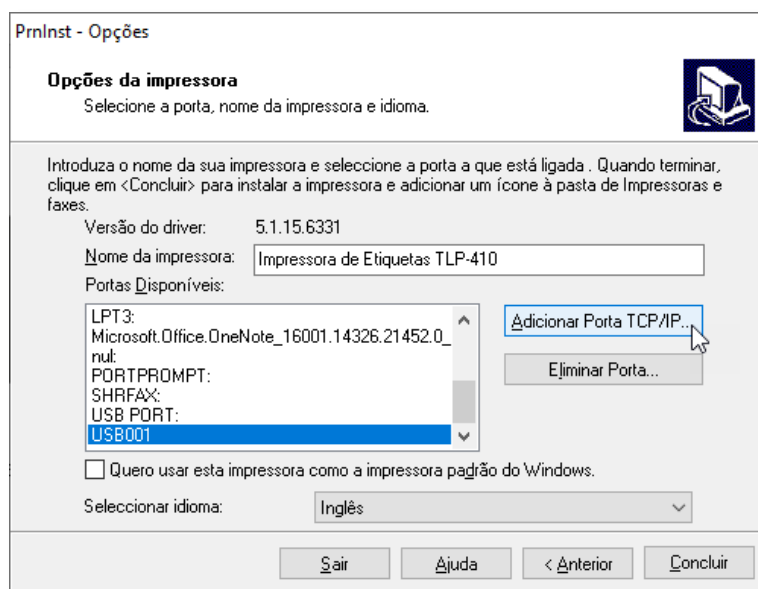 PrnInst - Opções
Opções da impressora
Selecione a porta, nome da impressora e idioma.
Introduza o nome da sua impressora e seleccione a porta a que está ligada . Quando terminar,
clique em <Concluir> para instalar a impressora e adicionar um ícone à pasta de Impressoras e
faxes.
Versão do driver: 5.1.15.6331
Nome da impressora: Impressora de Etiquetas TLP-410
Portas Disponíveis:
LPT3:
Microsoft.Office.OneNote_16001.14326.21452.0_
nul:
PORTPROMPT:
SHRFAX:
USB PORT:
USB001
Adicionar Porta TCP/IP...
Eliminar Porta...
Quero usar esta impressora como a impressora padrão do Windows.
Seleccionar idioma: Inglês
Sair Ajuda < Anterior Concluir